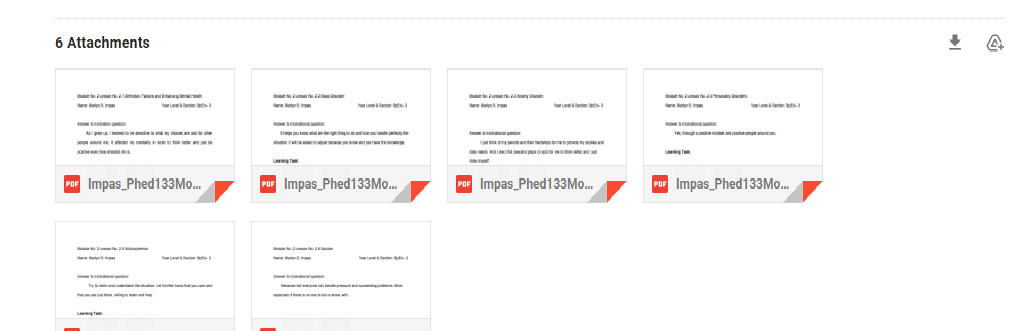 6 Attachments
Module No. 2 Lesson No. 2.1 Definition, Factors and Enhancing Mental Health
Name: Marlyn B. Impas Year Level & Section: BpEd- 3
Answer to motivational question:
As I grew up, I learned to be sensitive to what my choices are and for other
people around me. It affected my mentality in order to think better and just be
positive even how stressful life is.
PDF Impas_Phed133Mo...
Module No. 2 Lesson No. 2.2 Mood Disorder
Name: Marlyn B. Impas Year Level & Section: BpEd- 3
Answer to motivational question:
It helps you know what are the right thing to do and how you handle perfectly the
situation. It will be easier to adjust because you know and you have the knowledge.
Learning Task:
PDF Impas_Phed133Mo...
Module No. 2 Lesson No. 2.3 Anxiety Disorder
Name: Marlyn B. Impas Year Level & Section: BpEd- 3
Answer to motivational question:
I just think of my parents and their hardships for me to provide my studies and
daily needs. And I also find peaceful place or spot for me to think better and just
relax myself.
PDF Impas_Phed133Mo...
Module No. 2 Lesson No. 2.4 Personality Disorders
Name: Marlyn B. Impas Year Level & Section: BpEd- 3
Answer to motivational question:
Yes, through a positive mindset and positive people around you.
Learning Task:
PDF Impas_Phed133Mo...
Module No. 2 Lesson No. 2.5 Schizophrenia
Name: Marlyn B. Impas Year Level & Section: BpEd- 3
Answer to motivational question:
Try to listen and understand the situation. Let him/her know that you care and
that you are just there, willing to listen and help.
Learning Task:
Module No. 2 Lesson No. 2.6 Suicide
Name: Marlyn B. Impas Year Level & Section: BpEd- 3
Answer to motivational question:
Because not everyone can handle pressure and succeeding problems. Most
especially if there is no one to tell or share with.